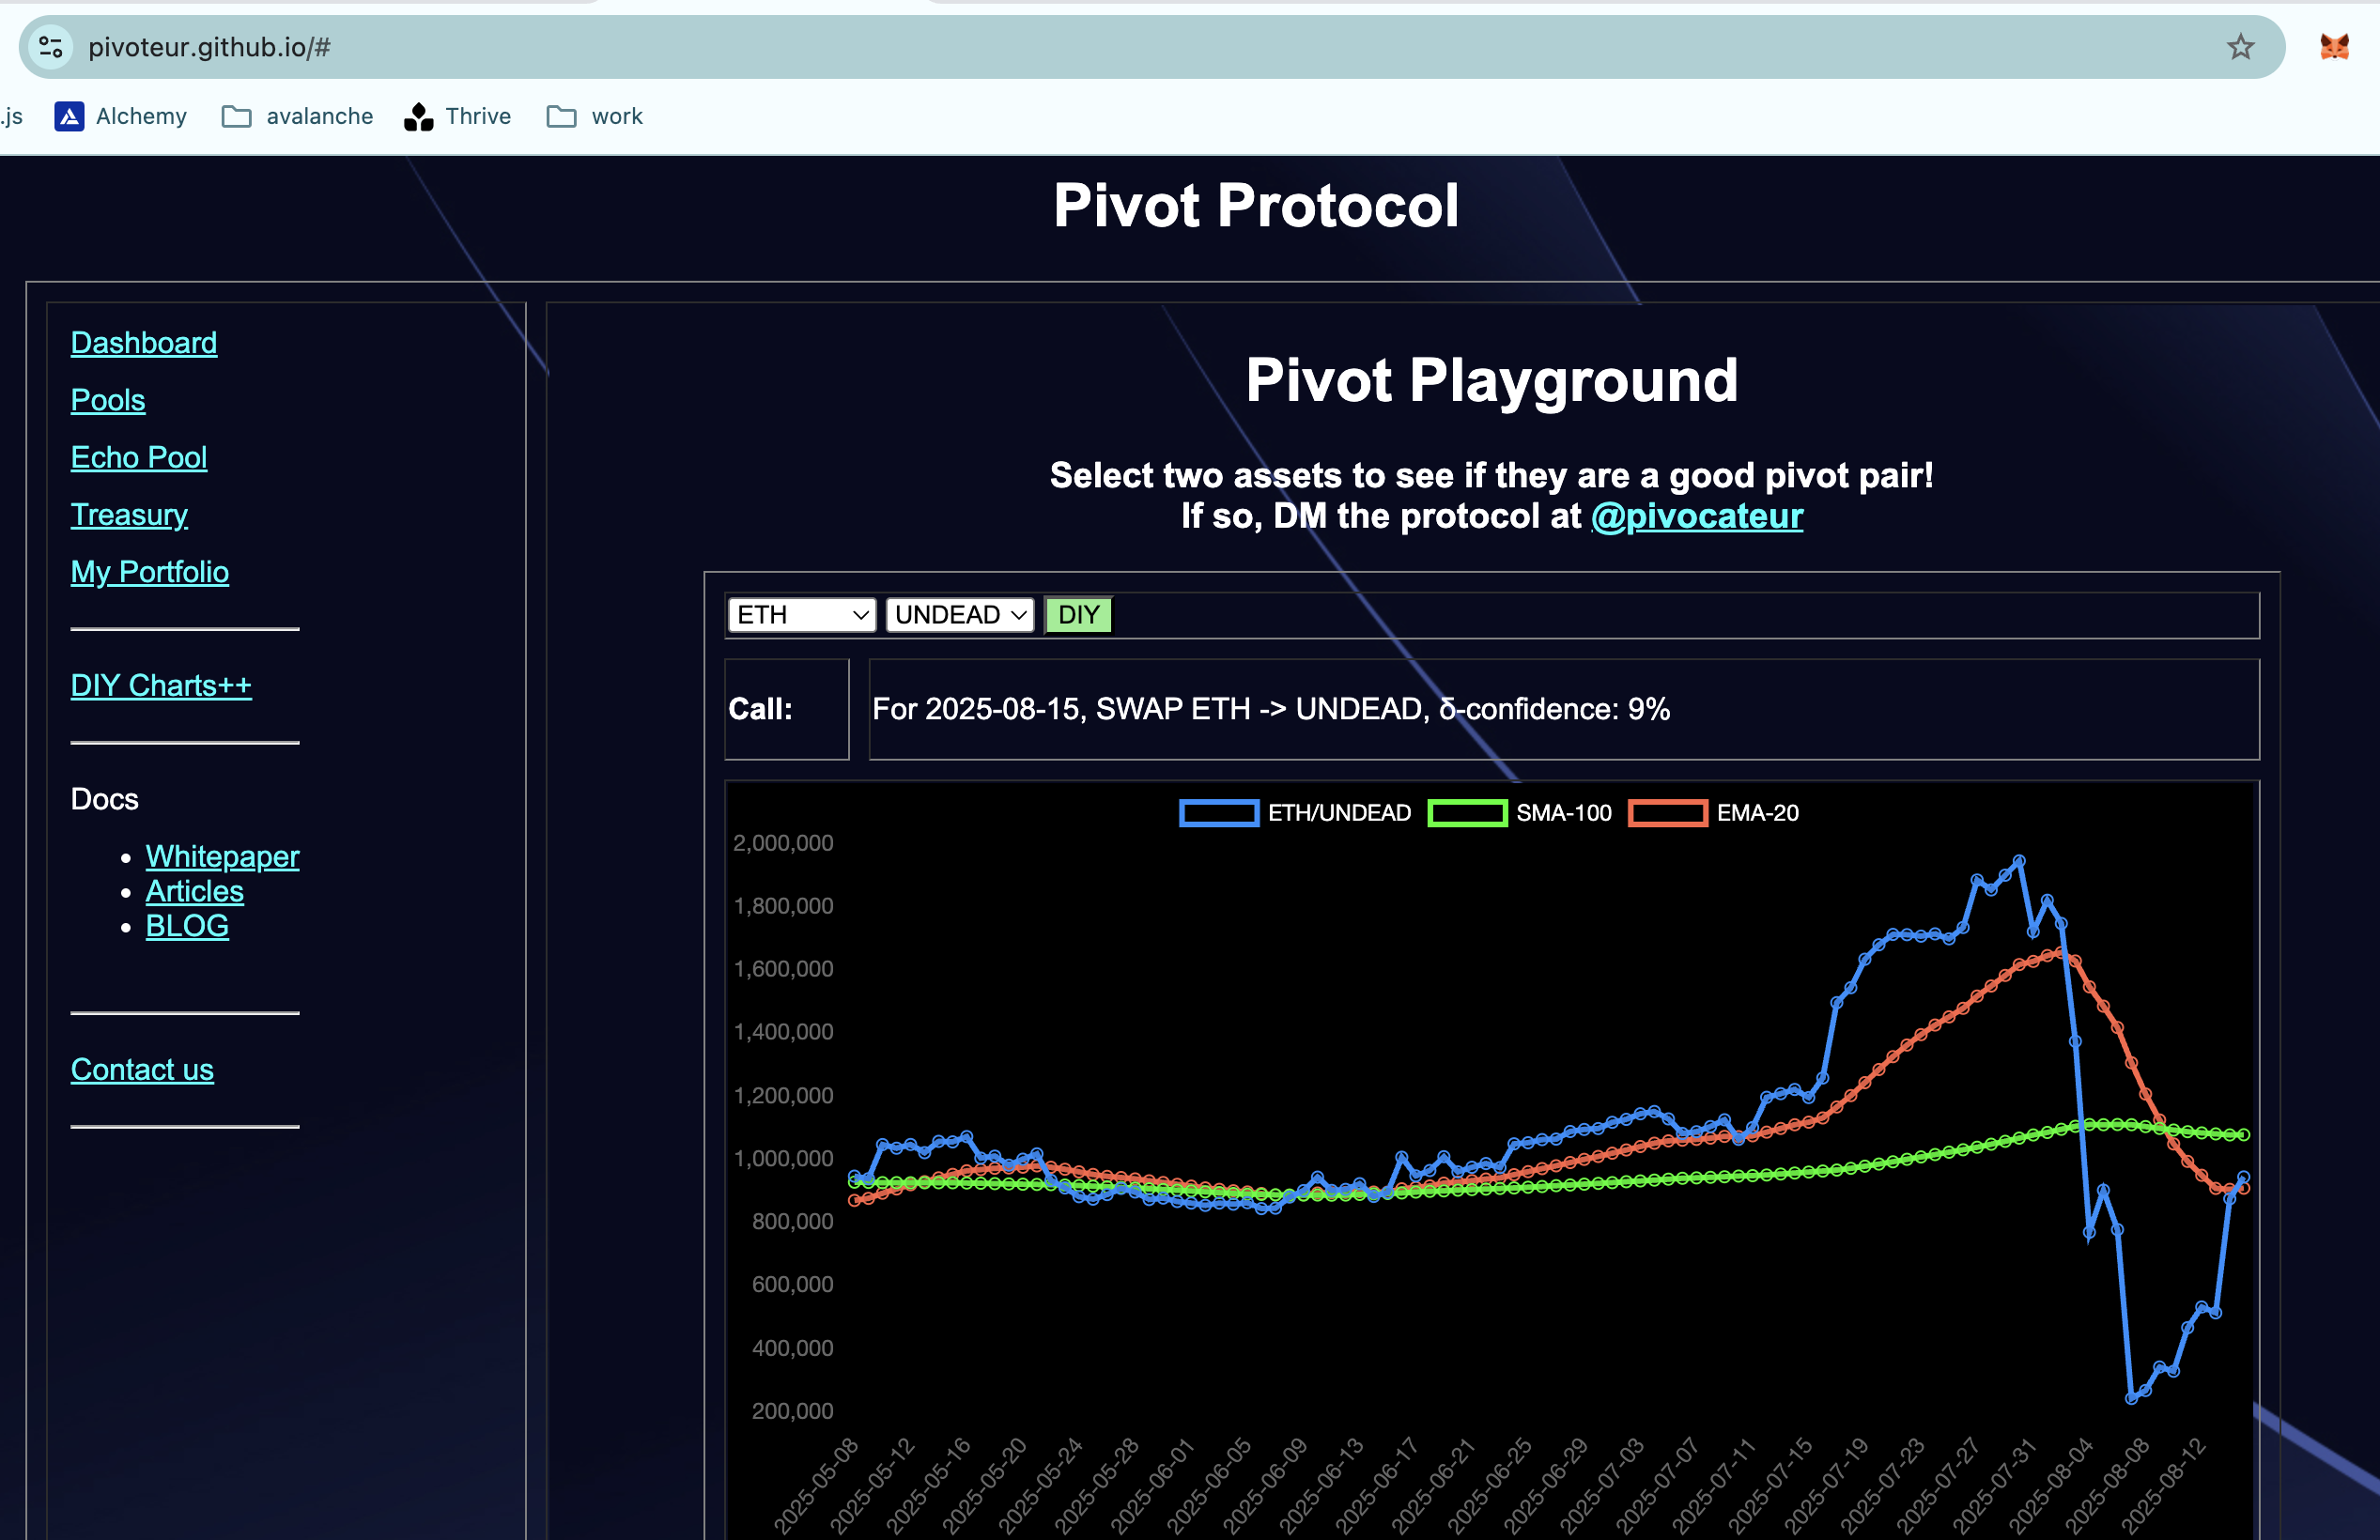 pivoteur.github.io/#
.js Alchemy avalanche Thrive work
Pivot Protocol
Dashboard
Pools
Echo Pool
Treasury
My Portfolio
DIY Charts++
Docs
Whitepaper
Articles
BLOG
Contact us
Pivot Playground
Select two assets to see if they are a good pivot pair!
If so, DM the protocol at @pivocateur
ETH UNDEAD DIY
Call: For 2025-08-15, SWAP ETH -> UNDEAD, δ-confidence: 9%
ETH/UNDEAD SMA-100 EMA-20
2,000,000
1,800,000
1,600,000
1,400,000
1,200,000
1,000,000
800,000
600,000
400,000
200,000
2025-05-08 2025-05-12 2025-05-16 2025-05-20 2025-05-24 2025-05-28 2025-06-01 2025-06-05 2025-06-09 2025-06-13 2025-06-17 2025-06-21 2025-06-25 2025-06-29 2025-07-03 2025-07-07 2025-07-11 2025-07-15 2025-07-19 2025-07-23 2025-07-27 2025-07-31 2025-08-04 2025-08-08 2025-08-12